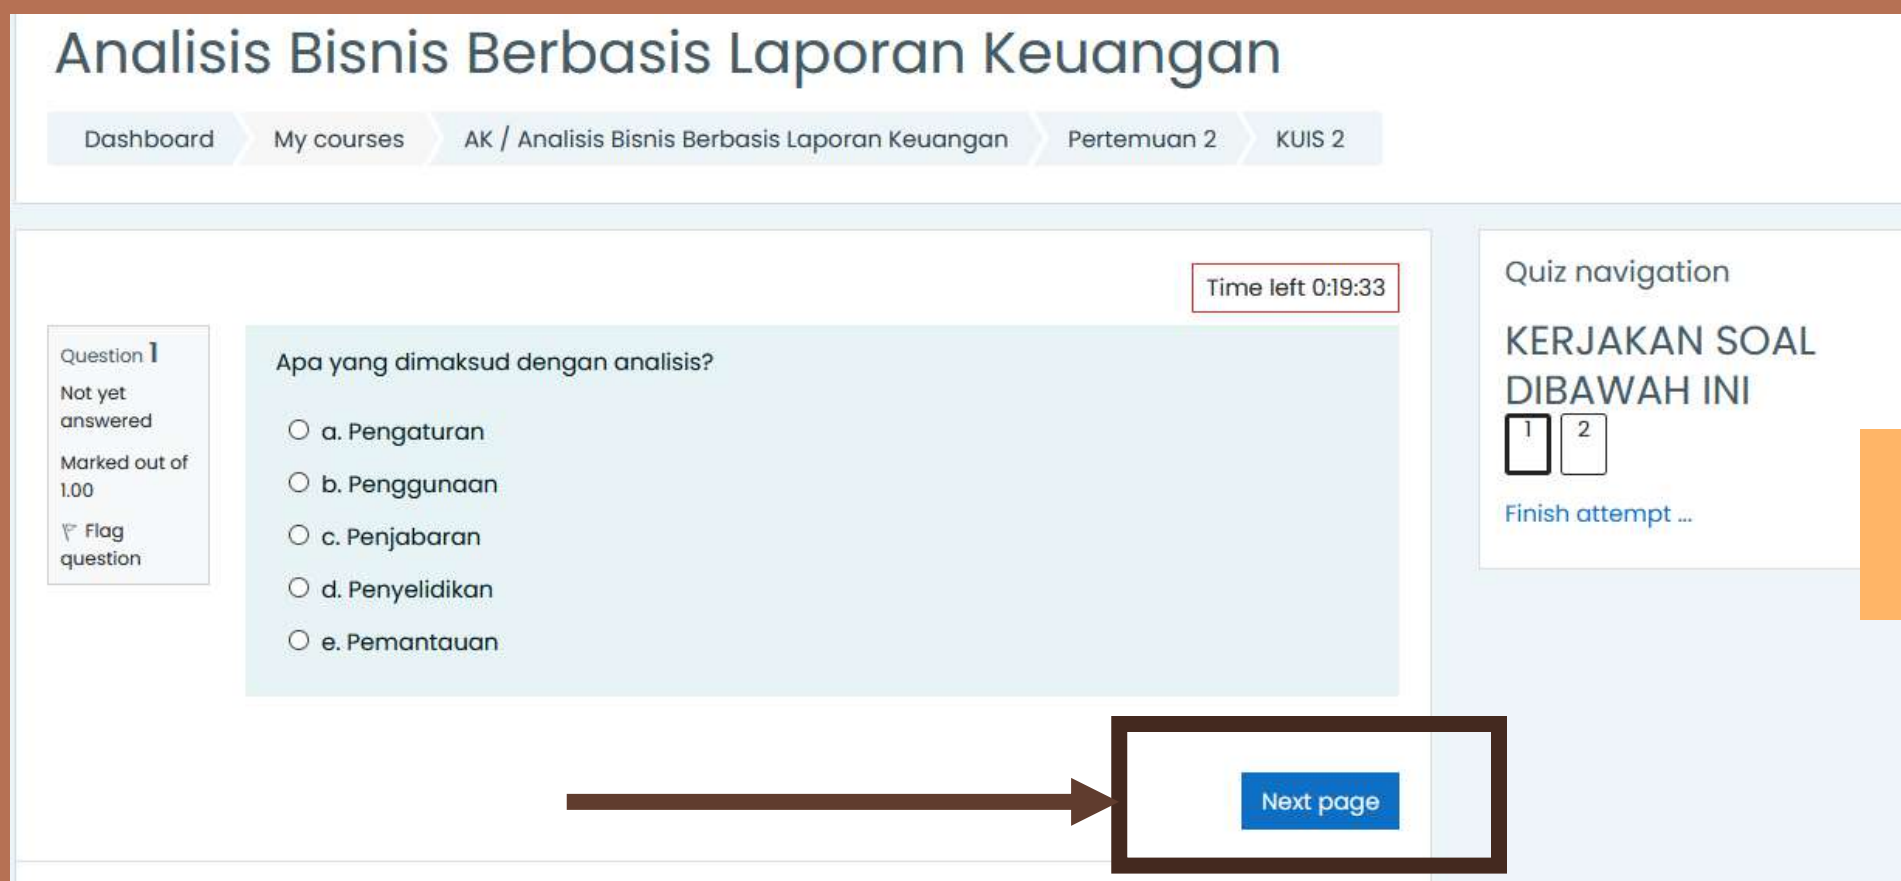 Analisis Bisnis Berbasis Laporan Keuangan
Dashboard My courses AK / Analisis Bisnis Berbasis Laporan Keuangan Pertemuan 2 KUIS 2
Time left 0:19:33
Question 1
Not yet
answered
Marked out of
1.00
Flag
question
Apa yang dimaksud dengan analisis?
a. Pengaturan
b. Penggunaan
c. Penjabaran
d. Penyelidikan
e. Pemantauan
Next page
Quiz navigation
KERJAKAN SOAL
DIBAWAH INI
1 2
Finish attempt ...